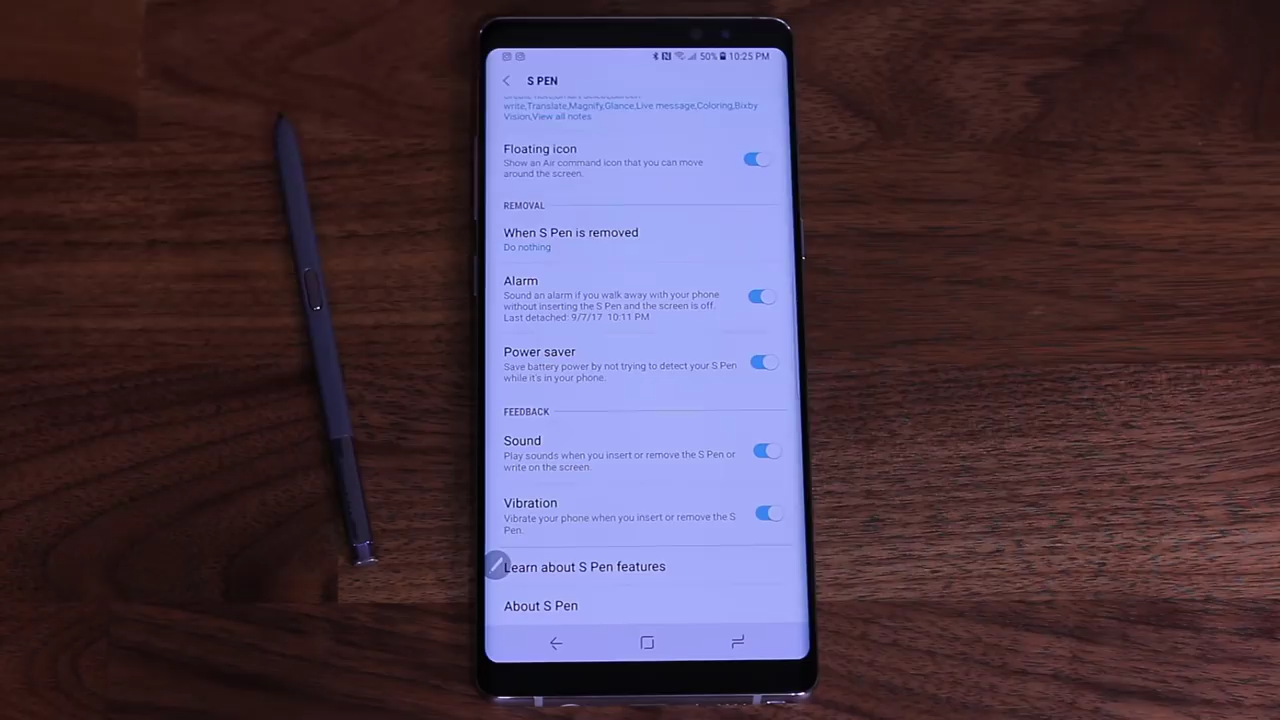 50% 10:25 PM
S PEN
write,Translate,Magnify,Glance,Live message,Coloring,Bixby
Vision,View all notes
Floating icon
Show an Air command icon that you can move
around the screen.
REMOVAL
When S Pen is removed
Do nothing
Alarm
Sound an alarm if you walk away with your phone
without inserting the S Pen and the screen is off.
Last detached: 9/7/17 10:11 PM
Power saver
Save battery power by not trying to detect your S Pen
while it's in your phone.
FEEDBACK
Sound
Play sounds when you insert or remove the S Pen or
write on the screen.
Vibration
Vibrate your phone when you insert or remove the S
Pen.
Learn about S Pen features
About S Pen